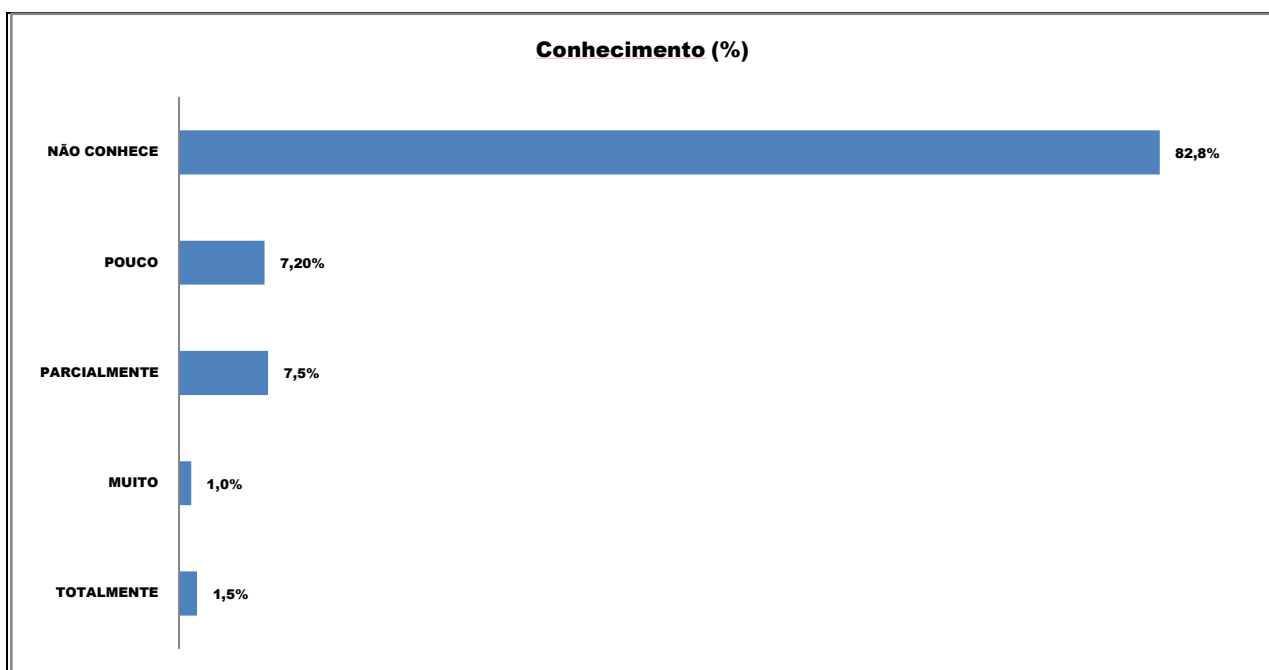 Conhecimento (%)
NÃO CONHECE 82,8%
POUCO 7,20%
PARCIALMENTE 7,5%
MUITO 1,0%
TOTALMENTE 1,5%